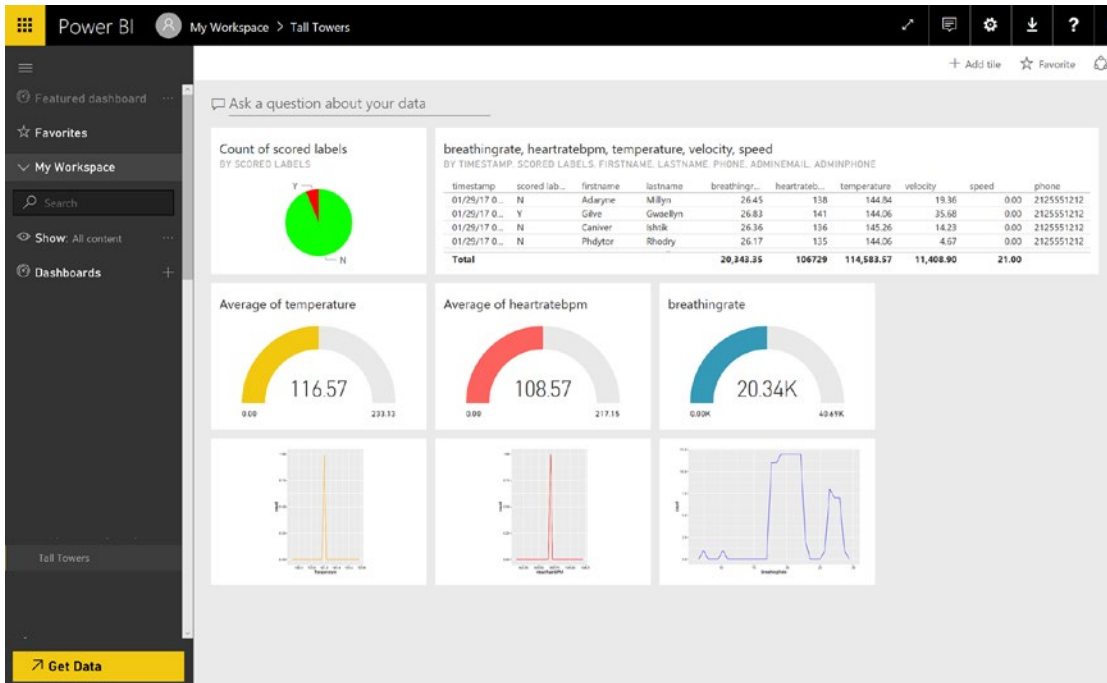 Power BI
My Workspace > Tall Towers
Add tile
Favorite
Featured dashboard ...
Favorites
My Workspace
Search
Show: All content ...
Dashboards +
Tall Towers
Get Data
Ask a question about your data
Count of scored labels
BY SCORED LABELS
Y
N
breathingrate, heartratebpm, temperature, velocity, speed
BY TIMESTAMP, SCORED LABELS, FIRSTNAME, LASTNAME, PHONE, ADMINEMAIL, ADMINPHONE
timestamp scored lab... firstname lastname breathingr... heartrateb... temperature velocity speed phone
01/29/17 0... N Adaryne Millyn 26.45 138 144.84 19.36 0.00 2125551212
01/29/17 0... Y Gilve Gwaellyn 26.83 141 144.06 35.68 0.00 2125551212
01/29/17 0... N Caniver Ishtik 26.36 136 145.26 14.23 0.00 2125551212
01/29/17 0... N Phdytor Rhodry 26.17 135 144.06 4.67 0.00 2125551212
Total 20,343.35 106729 114,583.57 11,408.90 21.00
Average of temperature
116.57
0.00 233.13
Average of heartratebpm
108.57
0.00 217.15
breathingrate
20.34K
0.00K 40.69K
count
Temperature
count
count
BreathingRate